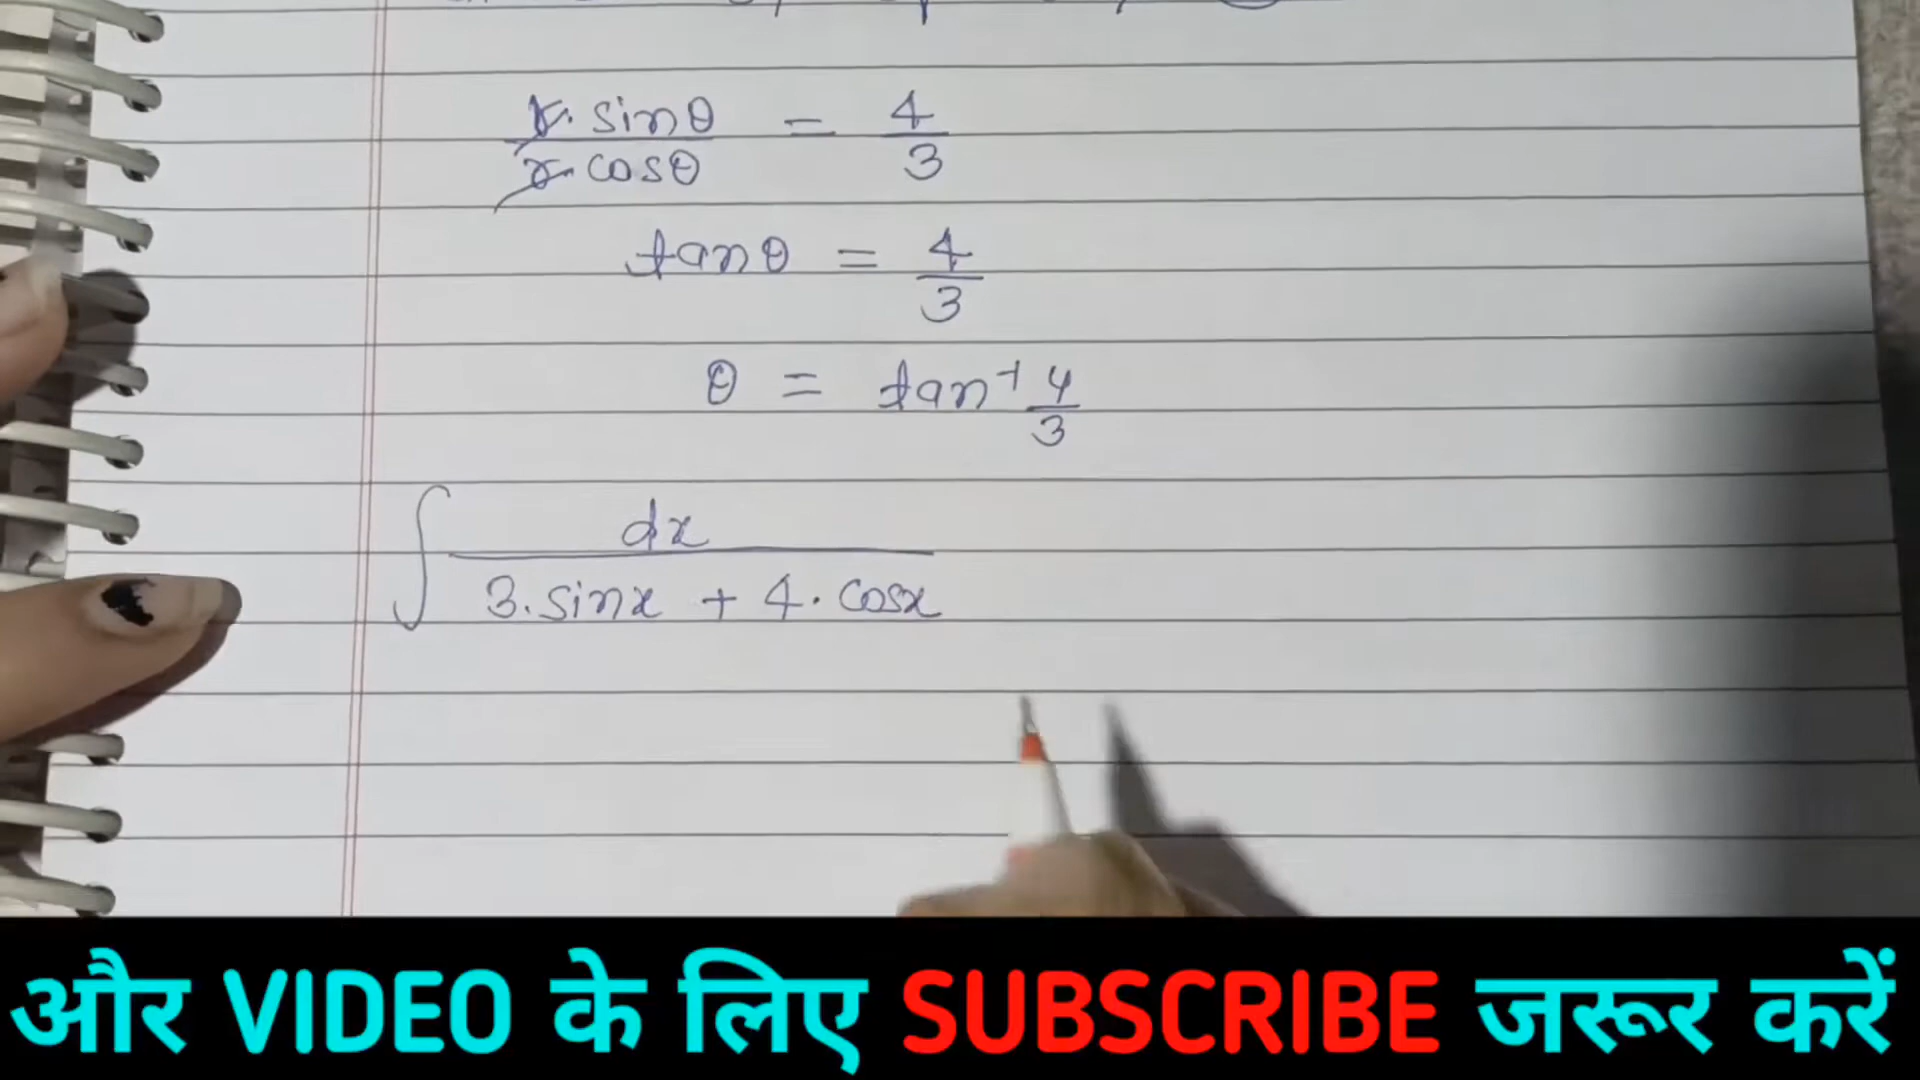 r. sinθ / r. cosθ = 4/3
tanθ = 4/3
θ = tan⁻¹ 4/3
∫ dx / 3. sinx + 4. cosx
और VIDEO के लिए SUBSCRIBE जरूर करें